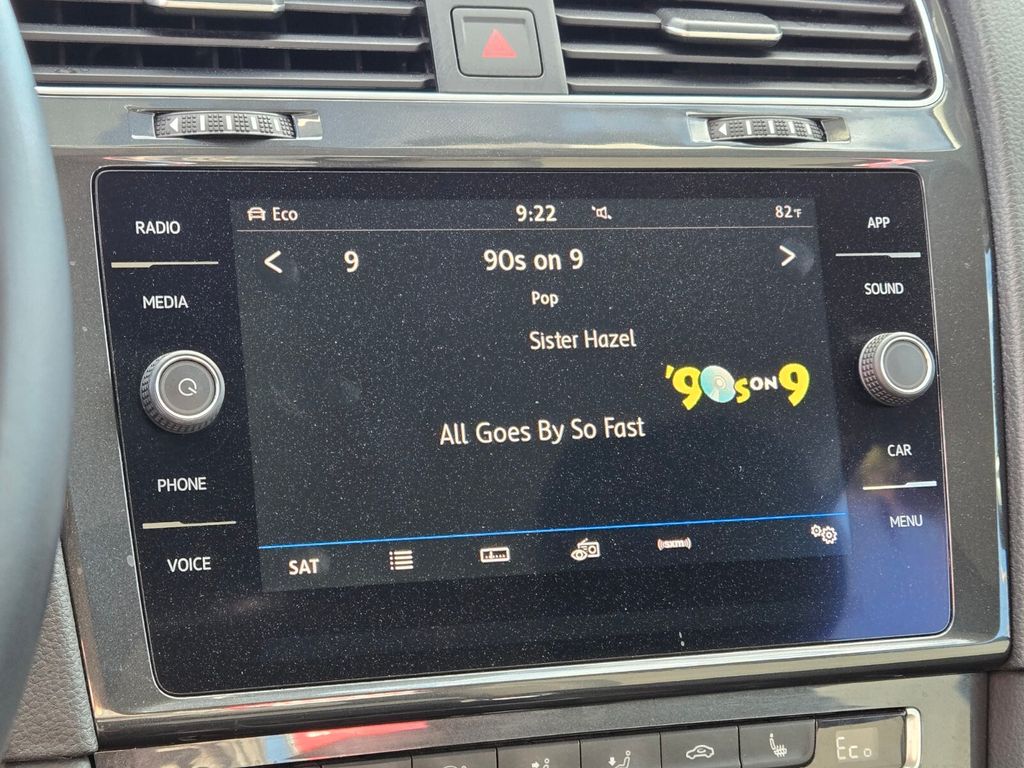 RADIO
MEDIA
PHONE
VOICE
Eco
9:22
82°F
< 9 90s on 9 >
Pop
Sister Hazel
'90s ON 9
All Goes By So Fast
SAT
((SXM))
APP
SOUND
CAR
MENU
Eco